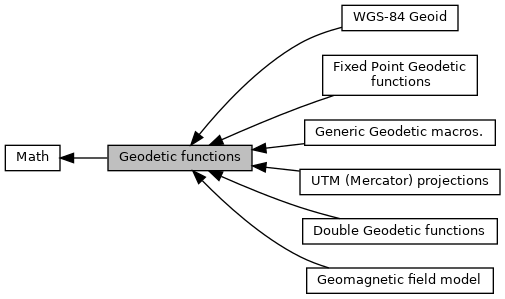 WGS-84 Geoid
Fixed Point Geodetic
functions
Generic Geodetic macros.
Math
Geodetic functions
UTM (Mercator) projections
Double Geodetic functions
Geomagnetic field model